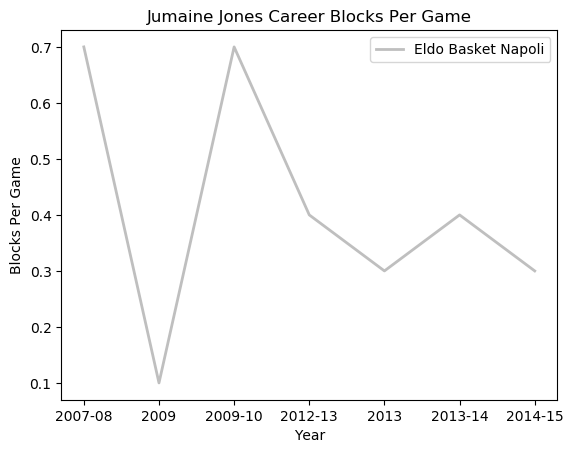 Jumaine Jones Career Blocks Per Game
Eldo Basket Napoli
Blocks Per Game
0.7
0.6
0.5
0.4
0.3
0.2
0.1
2007-08 2009 2009-10 2012-13 2013 2013-14 2014-15
Year